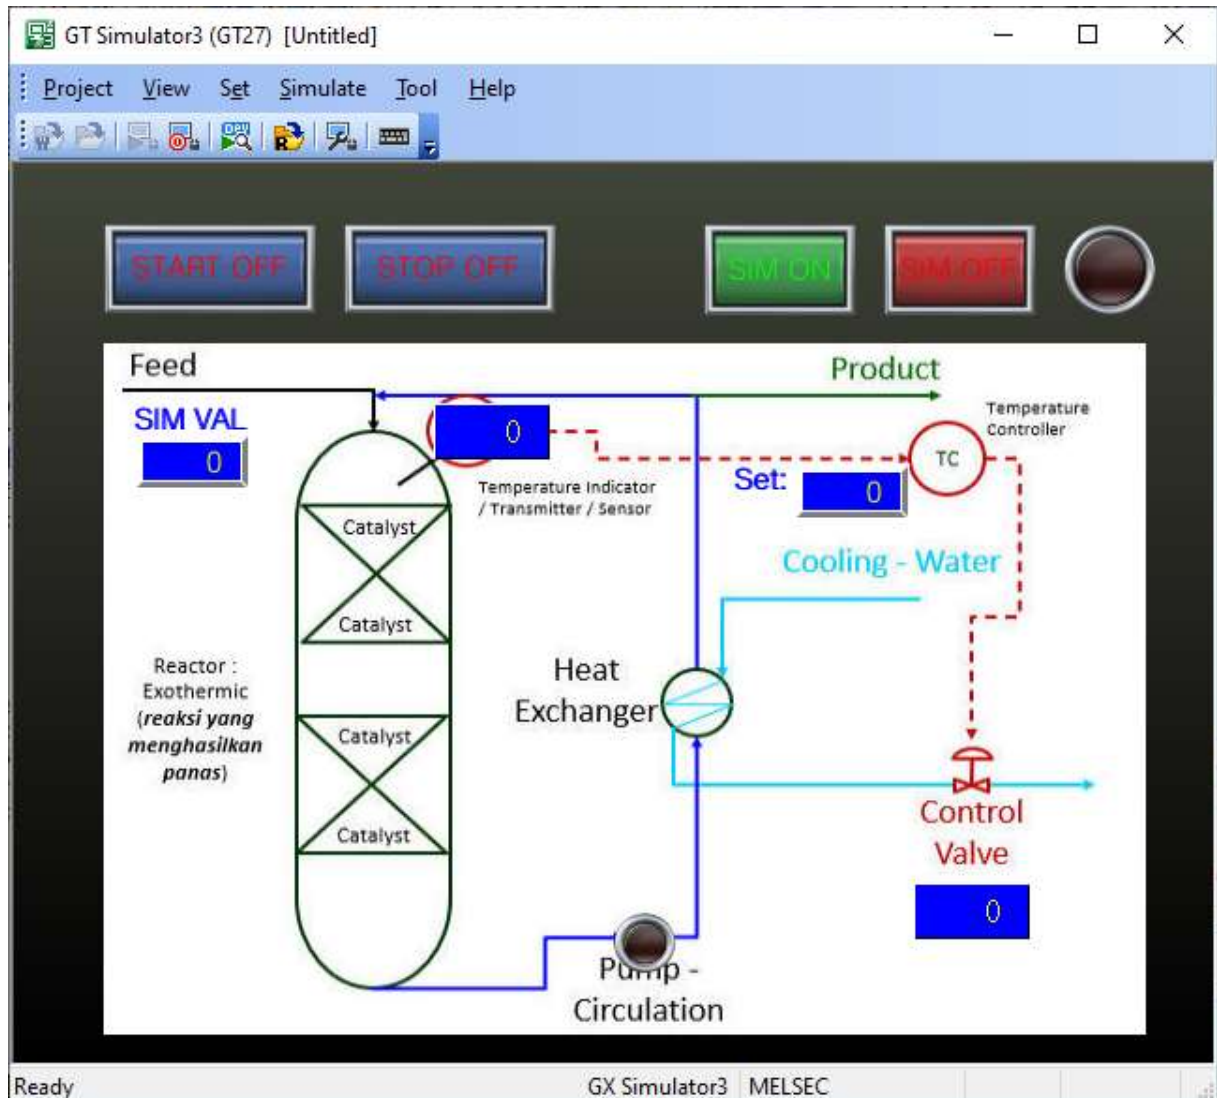 GT Simulator3 (GT27) [Untitled]
Project View Set Simulate Tool Help
START OFF
STOP OFF
SIM ON
SIM OFF
Feed
Product
SIM VAL
0
0
Temperature
Controller
TC
Set:
0
Temperature Indicator
/ Transmitter / Sensor
Catalyst
Catalyst
Cooling - Water
Reactor :
Exothermic
(reaksi yang
menghasilkan
panas)
Heat
Exchanger
Catalyst
Catalyst
Control
Valve
0
Pump -
Circulation
Ready
GX Simulator3
MELSEC